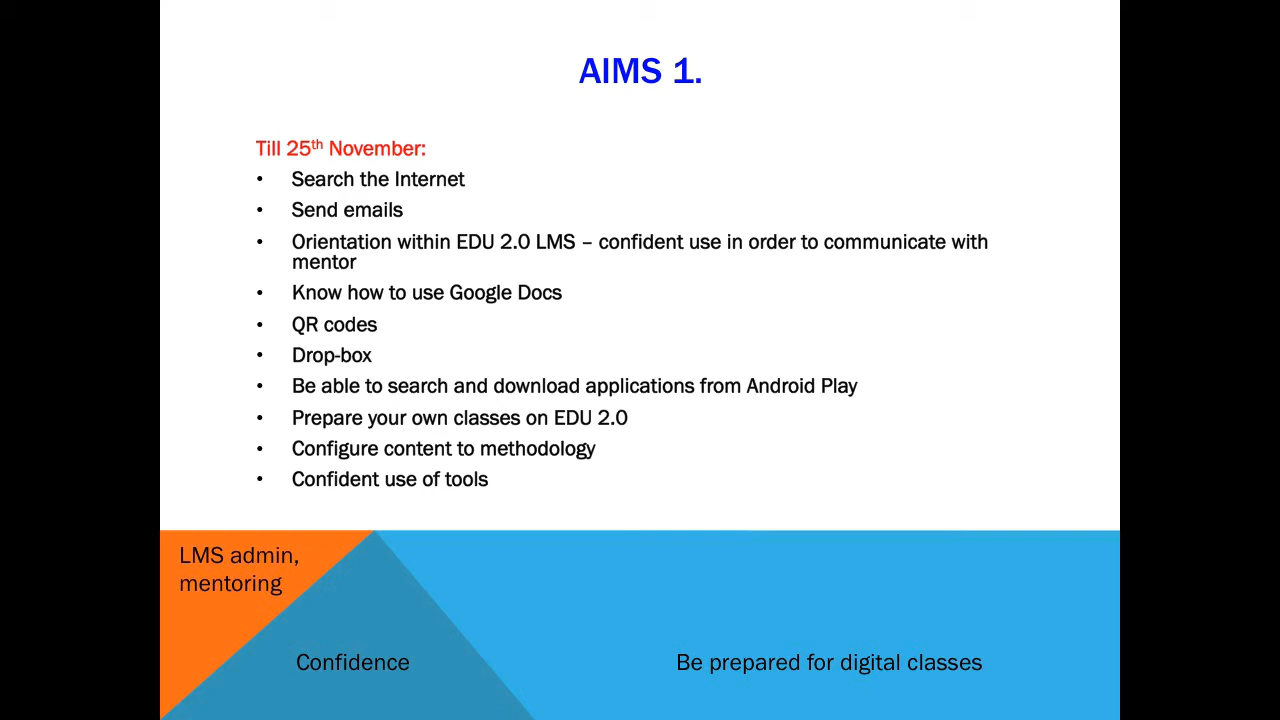 AIMS 1.
Till 25th November:
• Search the Internet
• Send emails
• Orientation within EDU 2.0 LMS – confident use in order to communicate with
mentor
• Know how to use Google Docs
• QR codes
• Drop-box
• Be able to search and download applications from Android Play
• Prepare your own classes on EDU 2.0
• Configure content to methodology
• Confident use of tools
LMS admin,
mentoring
Confidence
Be prepared for digital classes